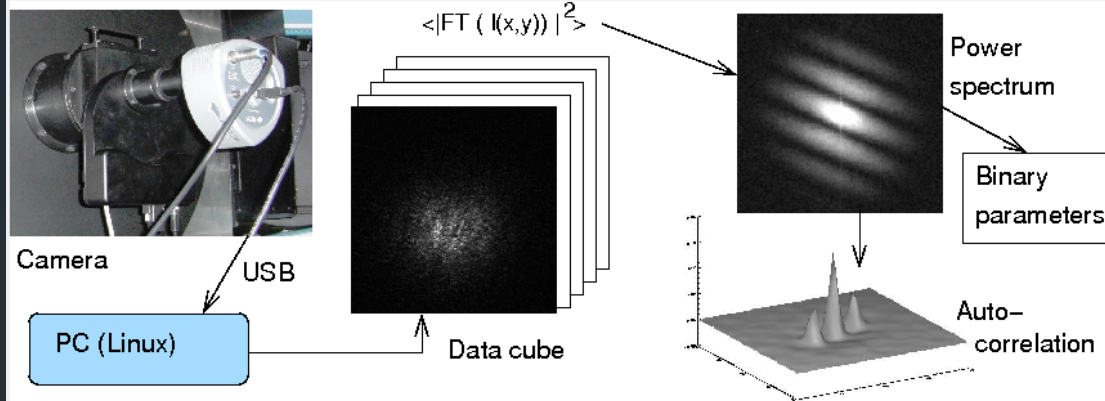 <|FT ( I(x,y)) |²>
Power
spectrum
Binary
parameters
Camera
USB
PC (Linux)
Data cube
Auto–
correlation